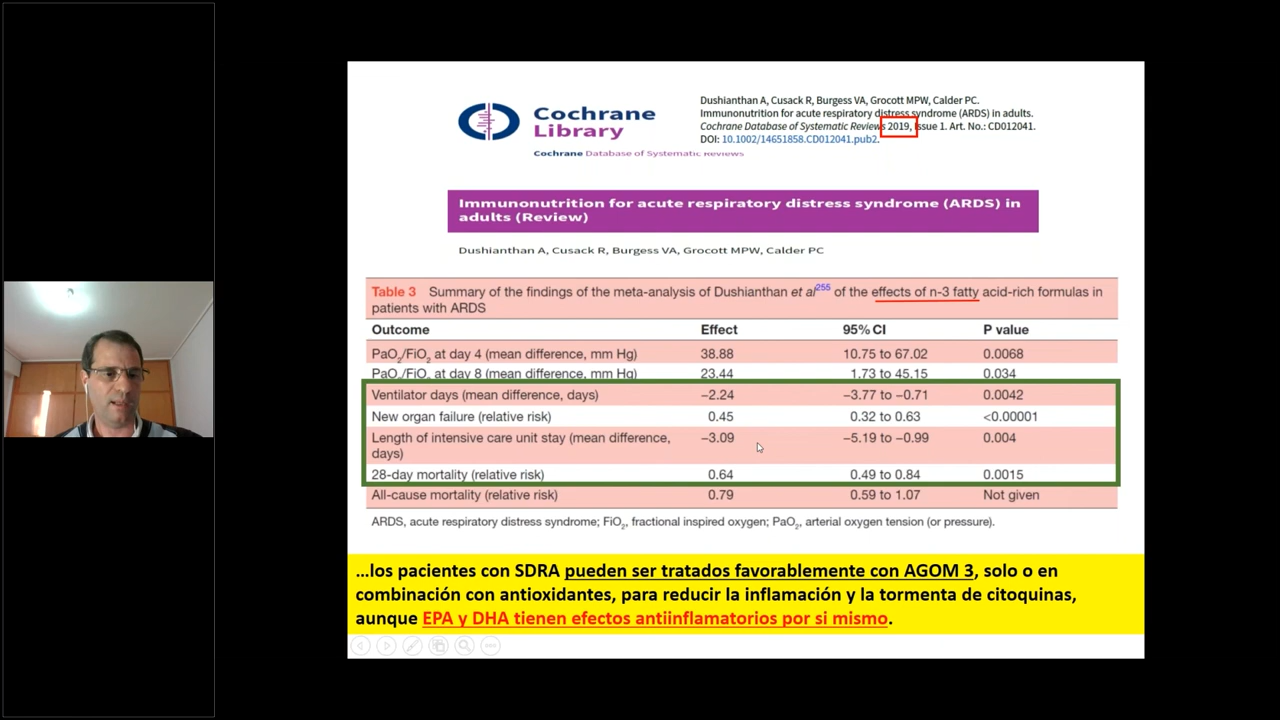 Cochrane
Library
Cochrane Database of Systematic Reviews
Dushianthan A, Cusack R, Burgess VA, Grocott MPW, Calder PC.
Immunonutrition for acute respiratory distress syndrome (ARDS) in adults.
Cochrane Database of Systematic Reviews 2019, Issue 1. Art. No.: CD012041.
DOI: 10.1002/14651858.CD012041.pub2.
Immunonutrition for acute respiratory distress syndrome (ARDS) in
adults (Review)
Dushianthan A, Cusack R, Burgess VA, Grocott MPW, Calder PC
Table 3 Summary of the findings of the meta-analysis of Dushianthan et al255 of the effects of n-3 fatty acid-rich formulas in
patients with ARDS
Outcome Effect 95% CI P value
PaO2/FiO2 at day 4 (mean difference, mm Hg) 38.88 10.75 to 67.02 0.0068
PaO2/FiO2 at day 8 (mean difference, mm Hg) 23.44 1.73 to 45.15 0.034
Ventilator days (mean difference, days) −2.24 −3.77 to −0.71 0.0042
New organ failure (relative risk) 0.45 0.32 to 0.63 <0.00001
Length of intensive care unit stay (mean difference, −3.09 −5.19 to −0.99 0.004
days)
28-day mortality (relative risk) 0.64 0.49 to 0.84 0.0015
All-cause mortality (relative risk) 0.79 0.59 to 1.07 Not given
ARDS, acute respiratory distress syndrome; FiO2, fractional inspired oxygen; PaO2, arterial oxygen tension (or pressure).
...los pacientes con SDRA pueden ser tratados favorablemente con AGOM 3, solo o en
combinación con antioxidantes, para reducir la inflamación y la tormenta de citoquinas,
aunque EPA y DHA tienen efectos antiinflamatorios por si mismo.